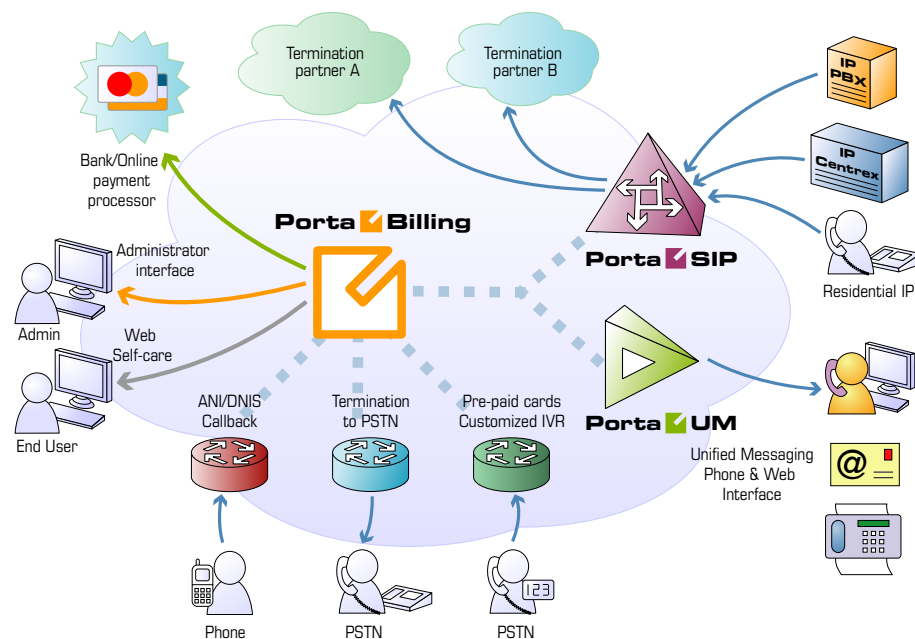 Termination
partner A
Termination
partner B
IP
PBX
IP
Centrex
Bank/Online
payment
processor
Porta Billing
Administrator
interface
Porta SIP
Residential IP
Admin
Web
Self-care
End User
ANI/DNIS
Callback
Termination
to PSTN
Pre-paid cards
Customized IVR
Porta UM
Unified Messaging
Phone & Web
Interface
@
123
Phone
PSTN
PSTN